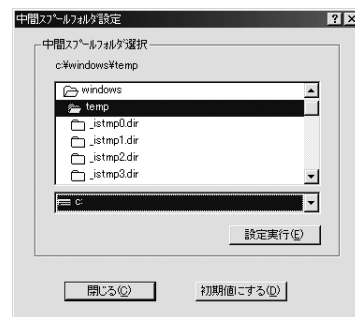 中間ｽﾌﾟｰﾙﾌｫﾙﾀﾞ設定
中間ｽﾌﾟｰﾙﾌｫﾙﾀﾞ選択
c:¥windows¥temp
windows
temp
_istmp0.dir
_istmp1.dir
_istmp2.dir
_istmp3.dir
c:
設定実行(E)
閉じる(C)
初期値にする(D)